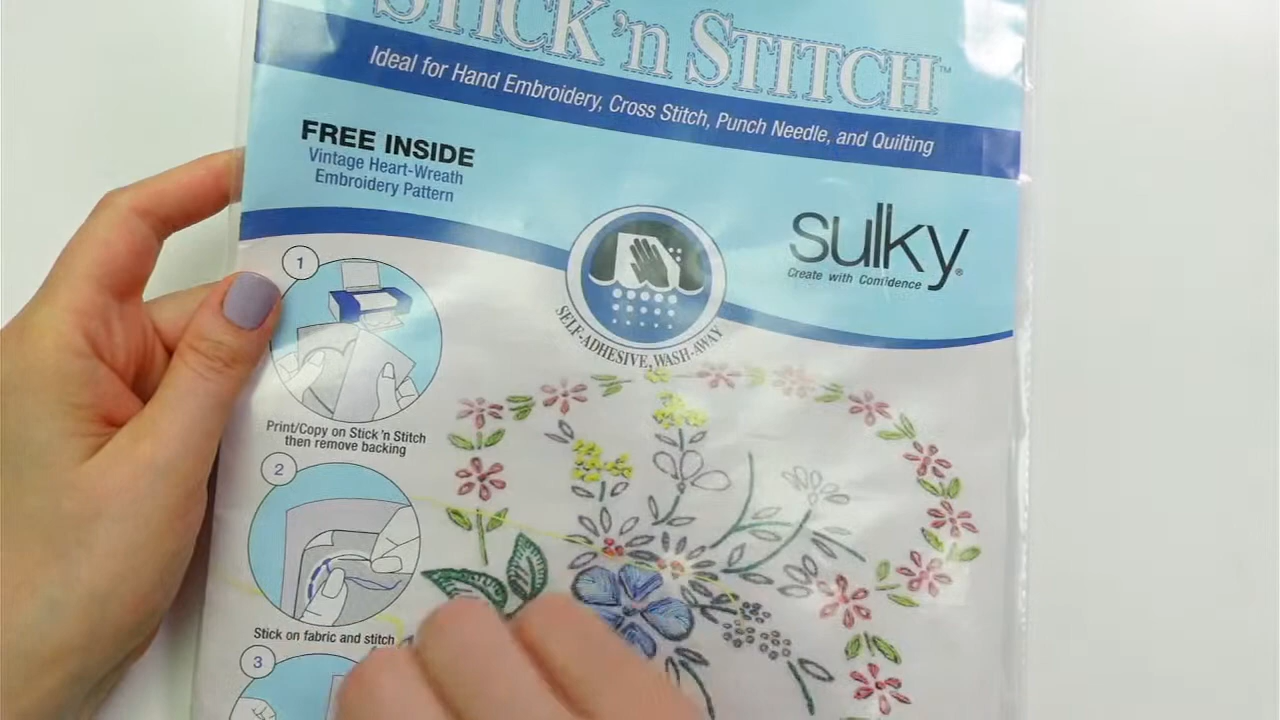 STICK 'n STITCH™
Ideal for Hand Embroidery, Cross Stitch, Punch Needle, and Quilting
FREE INSIDE
Vintage Heart-Wreath
Embroidery Pattern
sulky®
Create with Confidence
SELF-ADHESIVE, WASH-AWAY
1
Print/Copy on Stick 'n Stitch
then remove backing
2
Stick on fabric and stitch
3